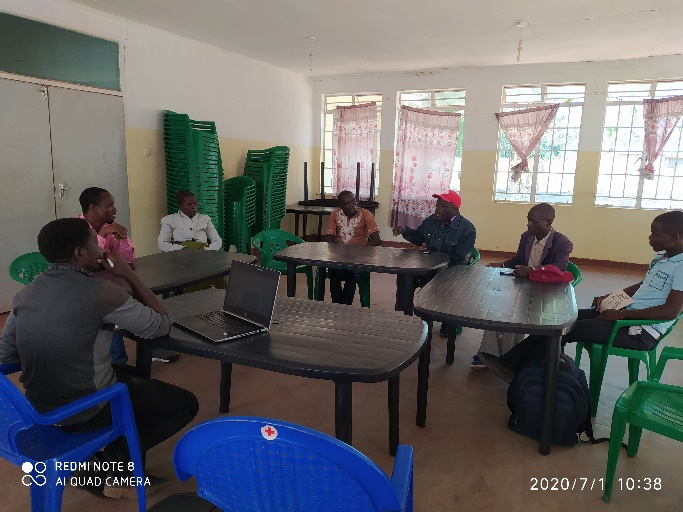 REDMI NOTE 8
AI QUAD CAMERA
2020/7/1 10:38